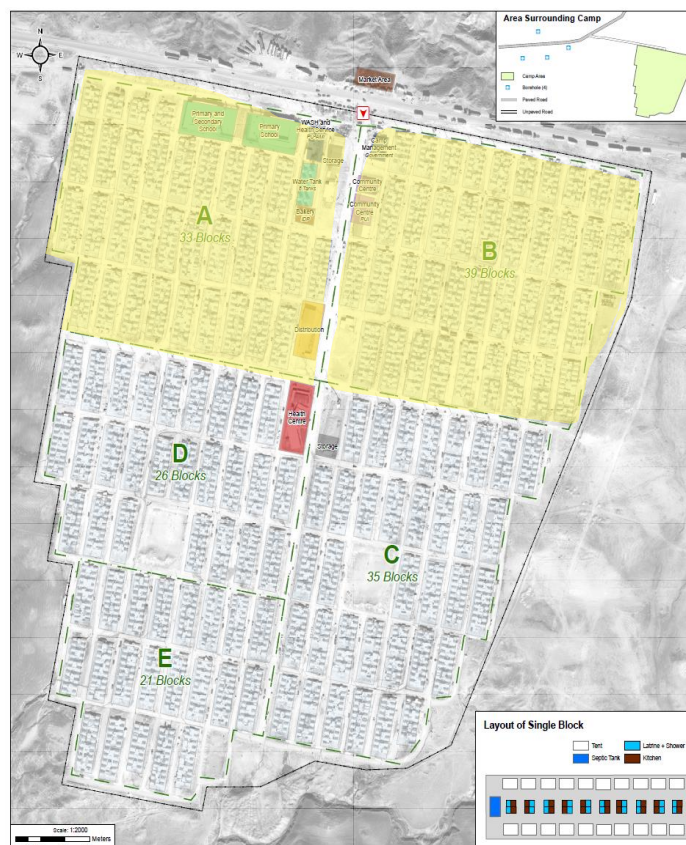 N
W
E
S
Area Surrounding Camp
Camp Area
Borehole (4)
Paved Road
Unpaved Road
Market Area
Primary and
Secondary
School
Primary
School
WASH and
Storage
Camp
Management
Water Tank
Bakery
Community
Centre
Community
Centre
A
33 Blocks
B
39 Blocks
Distribution
Health
Centre
Storage
D
26 Blocks
C
35 Blocks
E
21 Blocks
Layout of Single Block
Tent
Latrine + Shower
Septic Tank
Kitchen
Scale: 1:2000
Meters